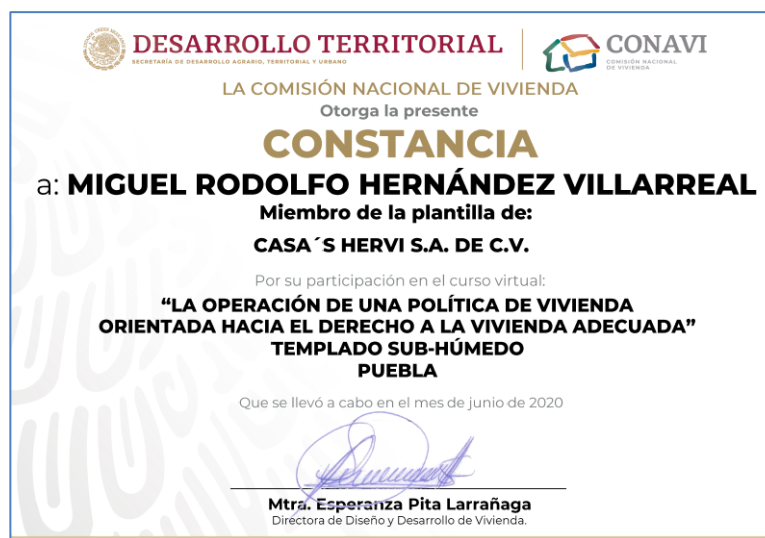 DESARROLLO TERRITORIAL
SECRETARÍA DE DESARROLLO AGRARIO, TERRITORIAL Y URBANO
CONAVI
COMISIÓN NACIONAL
DE VIVIENDA
LA COMISIÓN NACIONAL DE VIVIENDA
Otorga la presente
CONSTANCIA
a: MIGUEL RODOLFO HERNÁNDEZ VILLARREAL
Miembro de la plantilla de:
CASA´S HERVI S.A. DE C.V.
Por su participación en el curso virtual:
“LA OPERACIÓN DE UNA POLÍTICA DE VIVIENDA
ORIENTADA HACIA EL DERECHO A LA VIVIENDA ADECUADA”
TEMPLADO SUB-HÚMEDO
PUEBLA
Que se llevó a cabo en el mes de junio de 2020
Mtra. Esperanza Pita Larrañaga
Directora de Diseño y Desarrollo de Vivienda.